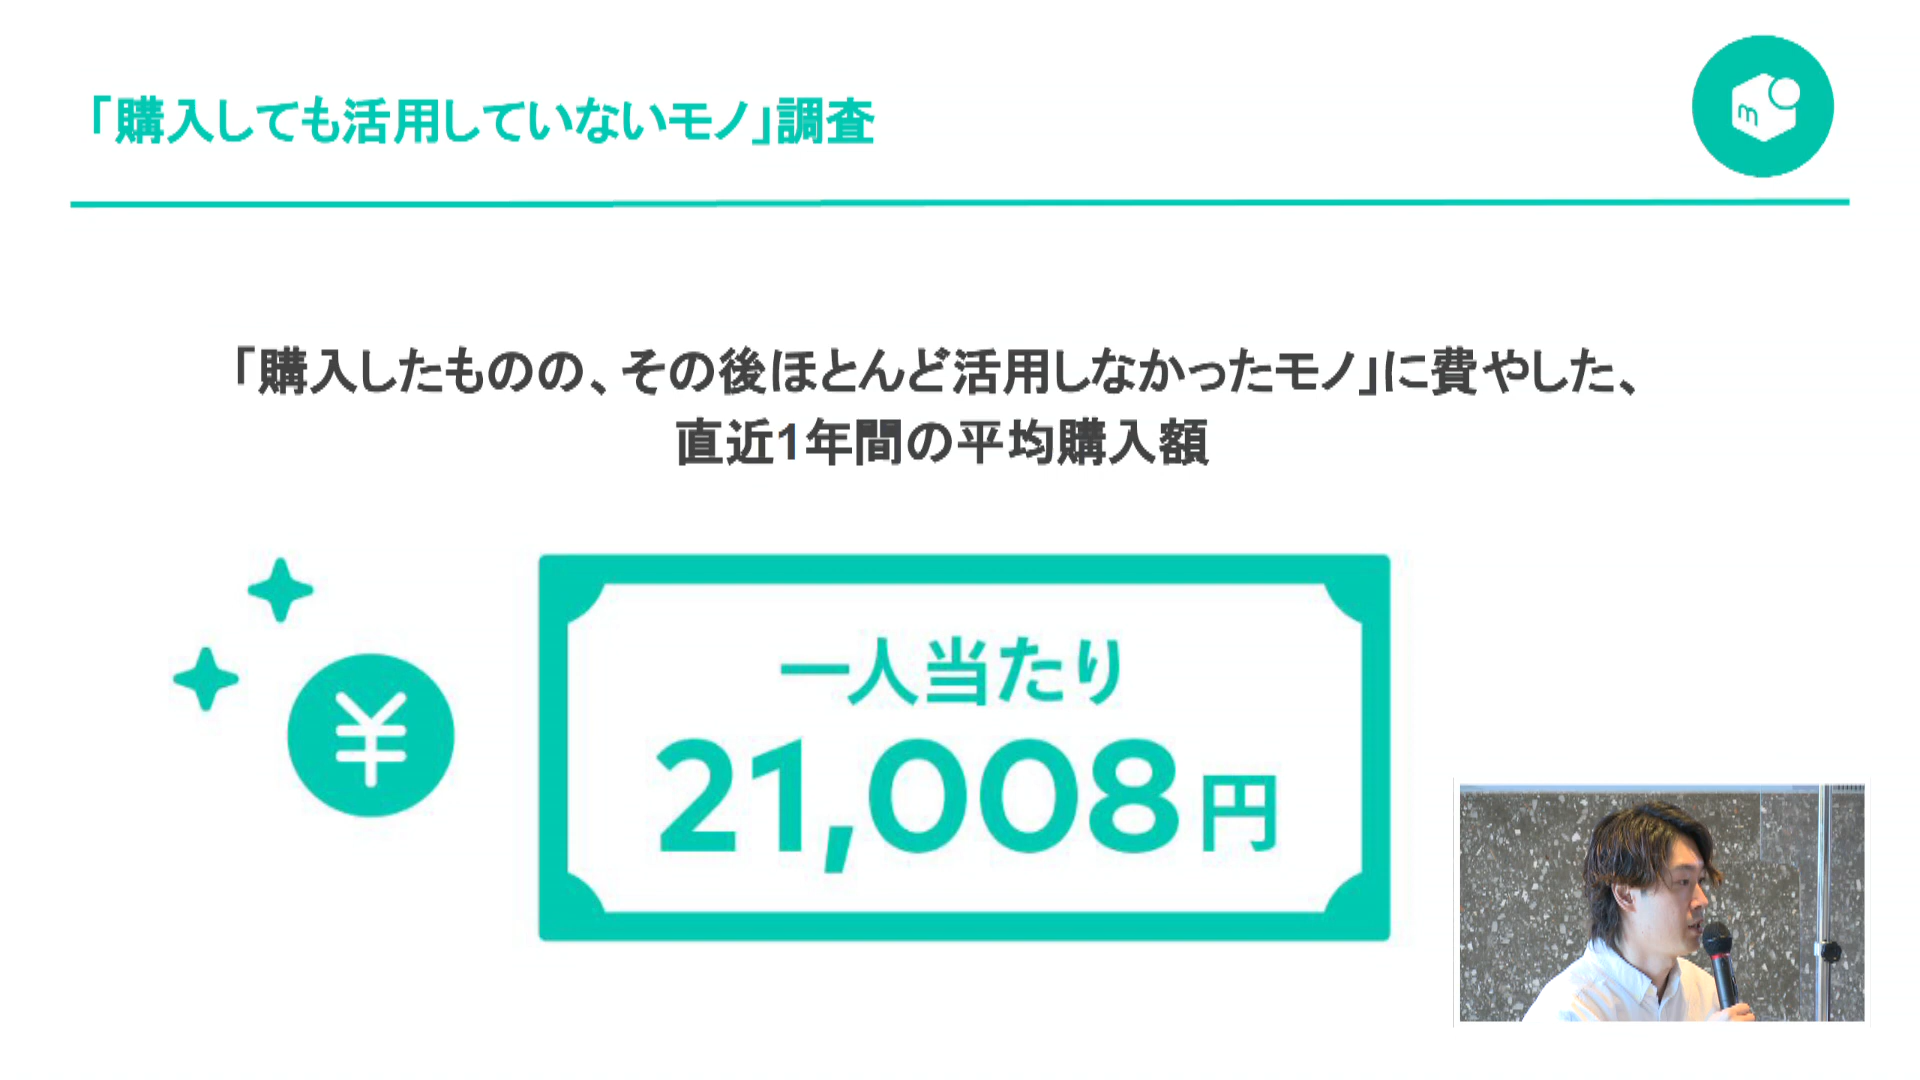 「購入しても活用していないモノ」調査
m
「購入したものの、その後ほとんど活用しなかったモノ」に費やした、
直近1年間の平均購入額
¥
一人当たり
21,008円